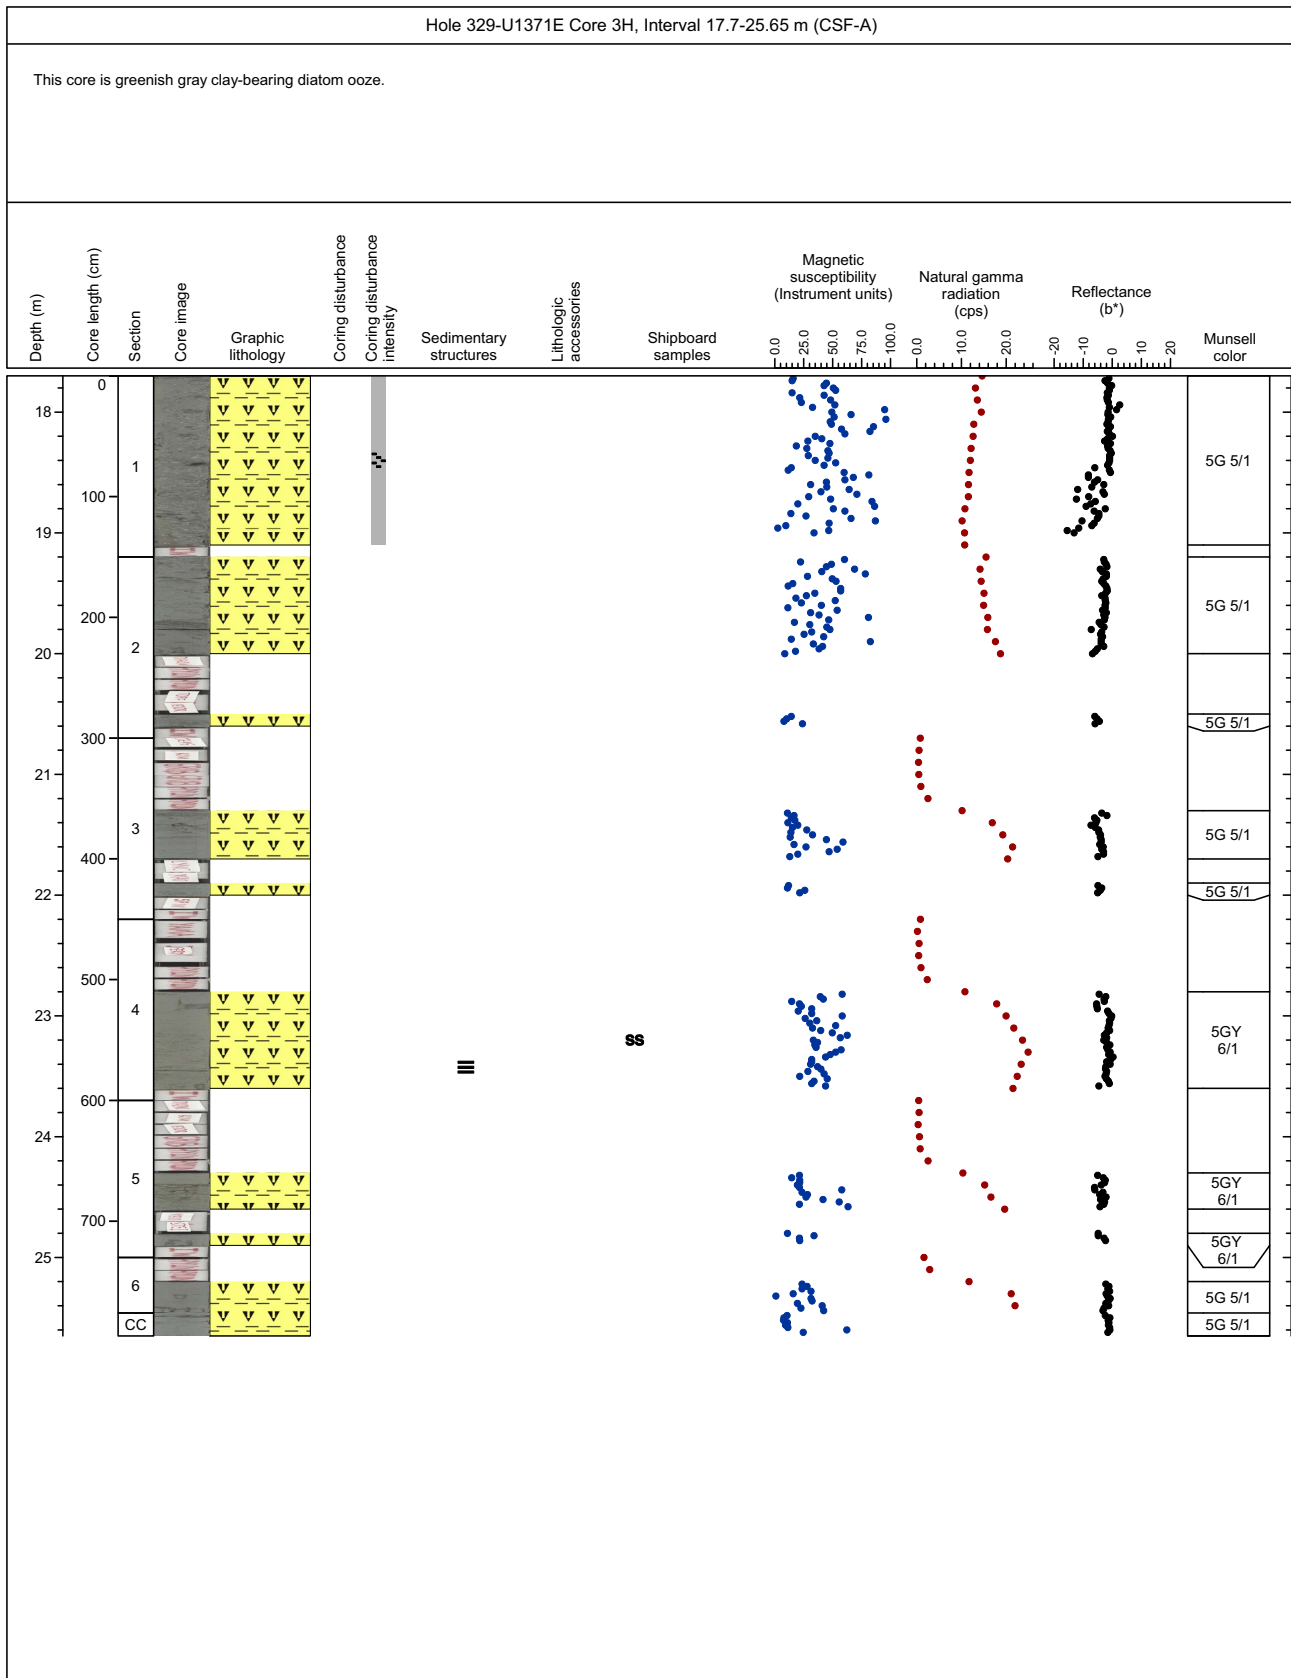 Hole 329-U1371E Core 3H, Interval 17.7-25.65 m (CSF-A)
This core is greenish gray clay-bearing diatom ooze.
Depth (m)
Core length (cm)
Section
Core image
Graphic
lithology
Coring disturbance
Coring disturbance
intensity
Sedimentary
structures
Lithologic
accessories
Shipboard
samples
Magnetic
susceptibility
(Instrument units)
0.0 25.0 50.0 75.0 100.0
Natural gamma
radiation
(cps)
0.0 10.0 20.0
Reflectance
(b*)
-20 -10 0 10 20
Munsell
color
0
18
1
5G 5/1
100
19
2
5G 5/1
200
20
5G 5/1
300
21
3
5G 5/1
400
22
5G 5/1
500
4
23
5GY
6/1
SS
600
24
5
5GY
6/1
700
5GY
6/1
25
6
5G 5/1
CC
5G 5/1